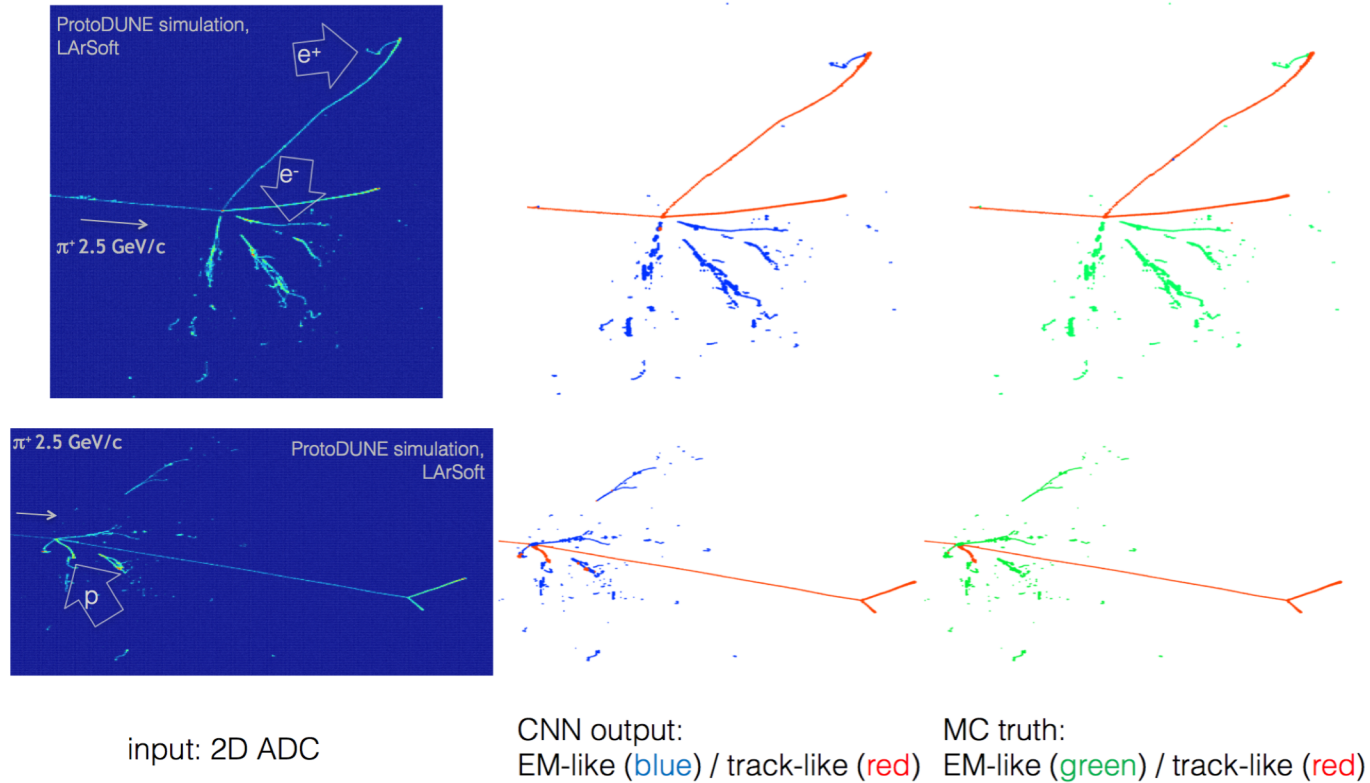 ProtoDUNE simulation,
LArSoft
e+
e-
π+ 2.5 GeV/c
π+ 2.5 GeV/c
ProtoDUNE simulation,
LArSoft
p
input: 2D ADC
CNN output:
EM-like (blue) / track-like (red)
MC truth:
EM-like (green) / track-like (red)